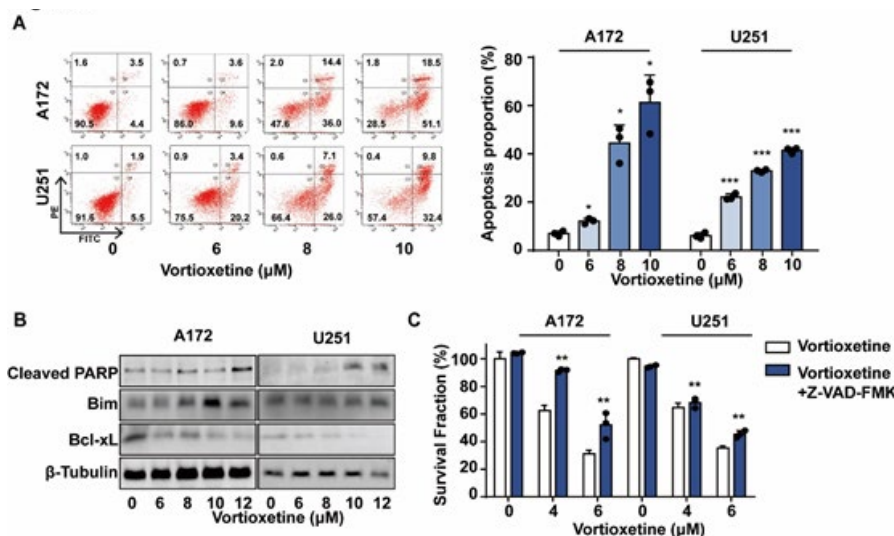 A
A172
1.6 3.5
90.5 4.4
0.7 3.6
86.0 9.6
2.0 14.4
47.6 36.0
1.8 18.5
28.5 51.1
U251
1.0 1.9
91.6 5.5
0.9 3.4
75.5 20.2
0.6 7.1
66.4 26.0
0.4 9.8
57.4 32.4
PE
FITC
0 6 8 10
Vortioxetine (μM)
A172 U251
Apoptosis proportion (%)
80
60
40
20
0
* * * *** *** ***
0 6 8 10 0 6 8 10
Vortioxetine (μM)
B
A172 U251
Cleaved PARP
Bim
Bcl-xL
β-Tubulin
0 6 8 10 12 0 6 8 10 12
Vortioxetine (μM)
C
A172 U251
Survival Fraction (%)
100
80
60
40
20
0
** ** ** **
0 4 6 0 4 6
Vortioxetine (μM)
Vortioxetine
Vortioxetine
+Z-VAD-FMK